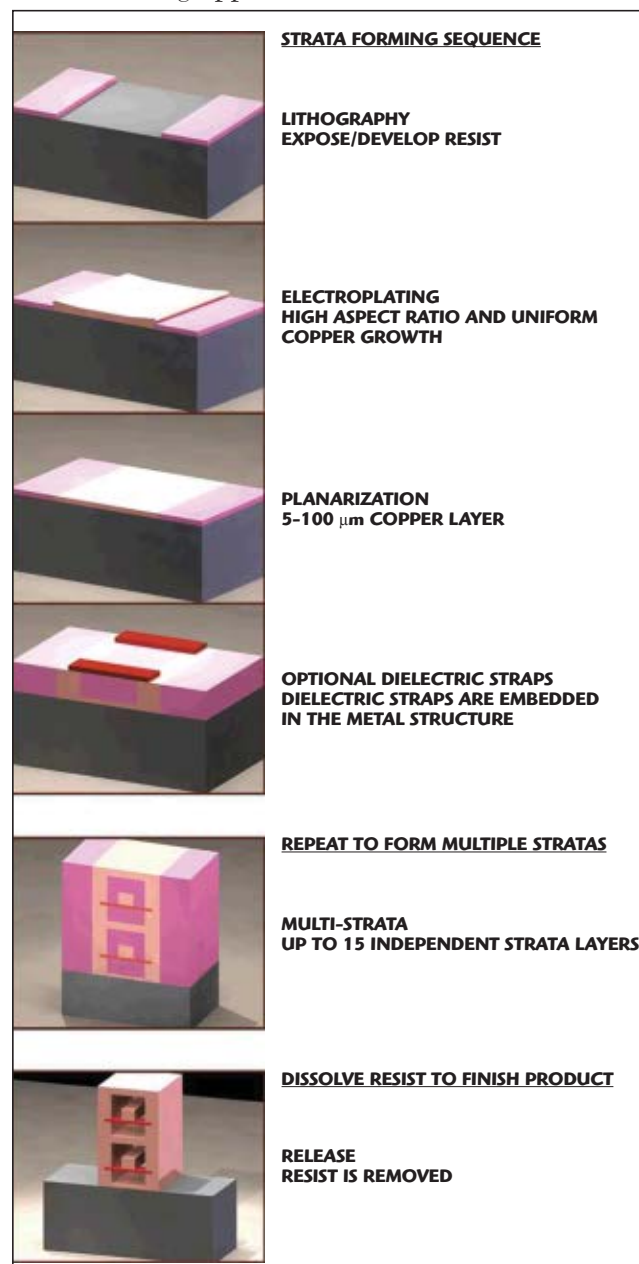 STRATA FORMING SEQUENCE
LITHOGRAPHY
EXPOSE/DEVELOP RESIST
ELECTROPLATING
HIGH ASPECT RATIO AND UNIFORM
COPPER GROWTH
PLANARIZATION
5-100 μm COPPER LAYER
OPTIONAL DIELECTRIC STRAPS
DIELECTRIC STRAPS ARE EMBEDDED
IN THE METAL STRUCTURE
REPEAT TO FORM MULTIPLE STRATAS
MULTI-STRATA
UP TO 15 INDEPENDENT STRATA LAYERS
DISSOLVE RESIST TO FINISH PRODUCT
RELEASE
RESIST IS REMOVED